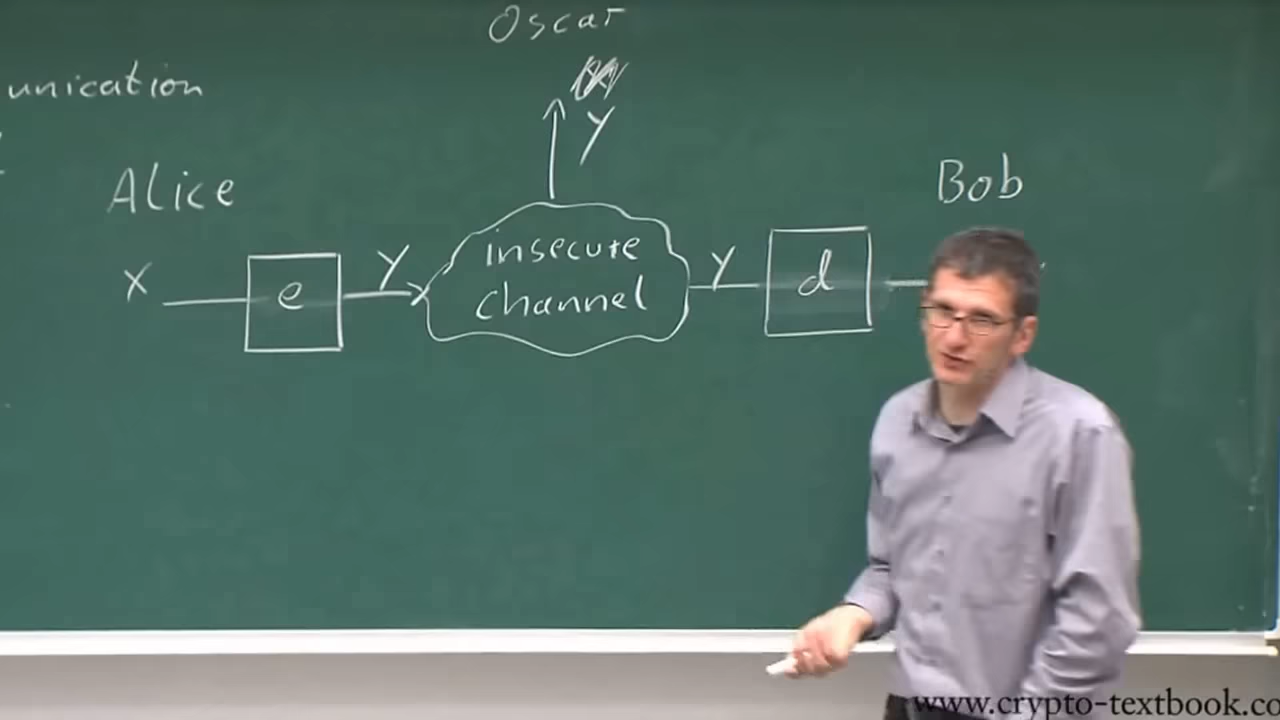 Oscar
unication
y
Alice
Bob
x
e
y
insecure
channel
y
d
www.crypto-textbook.co